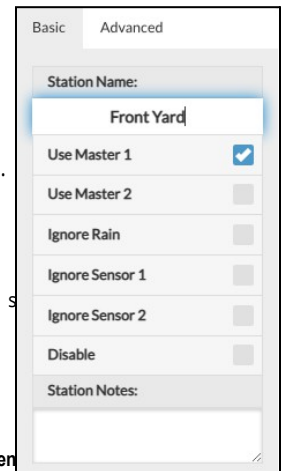 Basic Advanced
Station Name:
Front Yard
Use Master 1
.
Use Master 2
Ignore Rain
Ignore Sensor 1
s
Ignore Sensor 2
Disable
Station Notes:
en